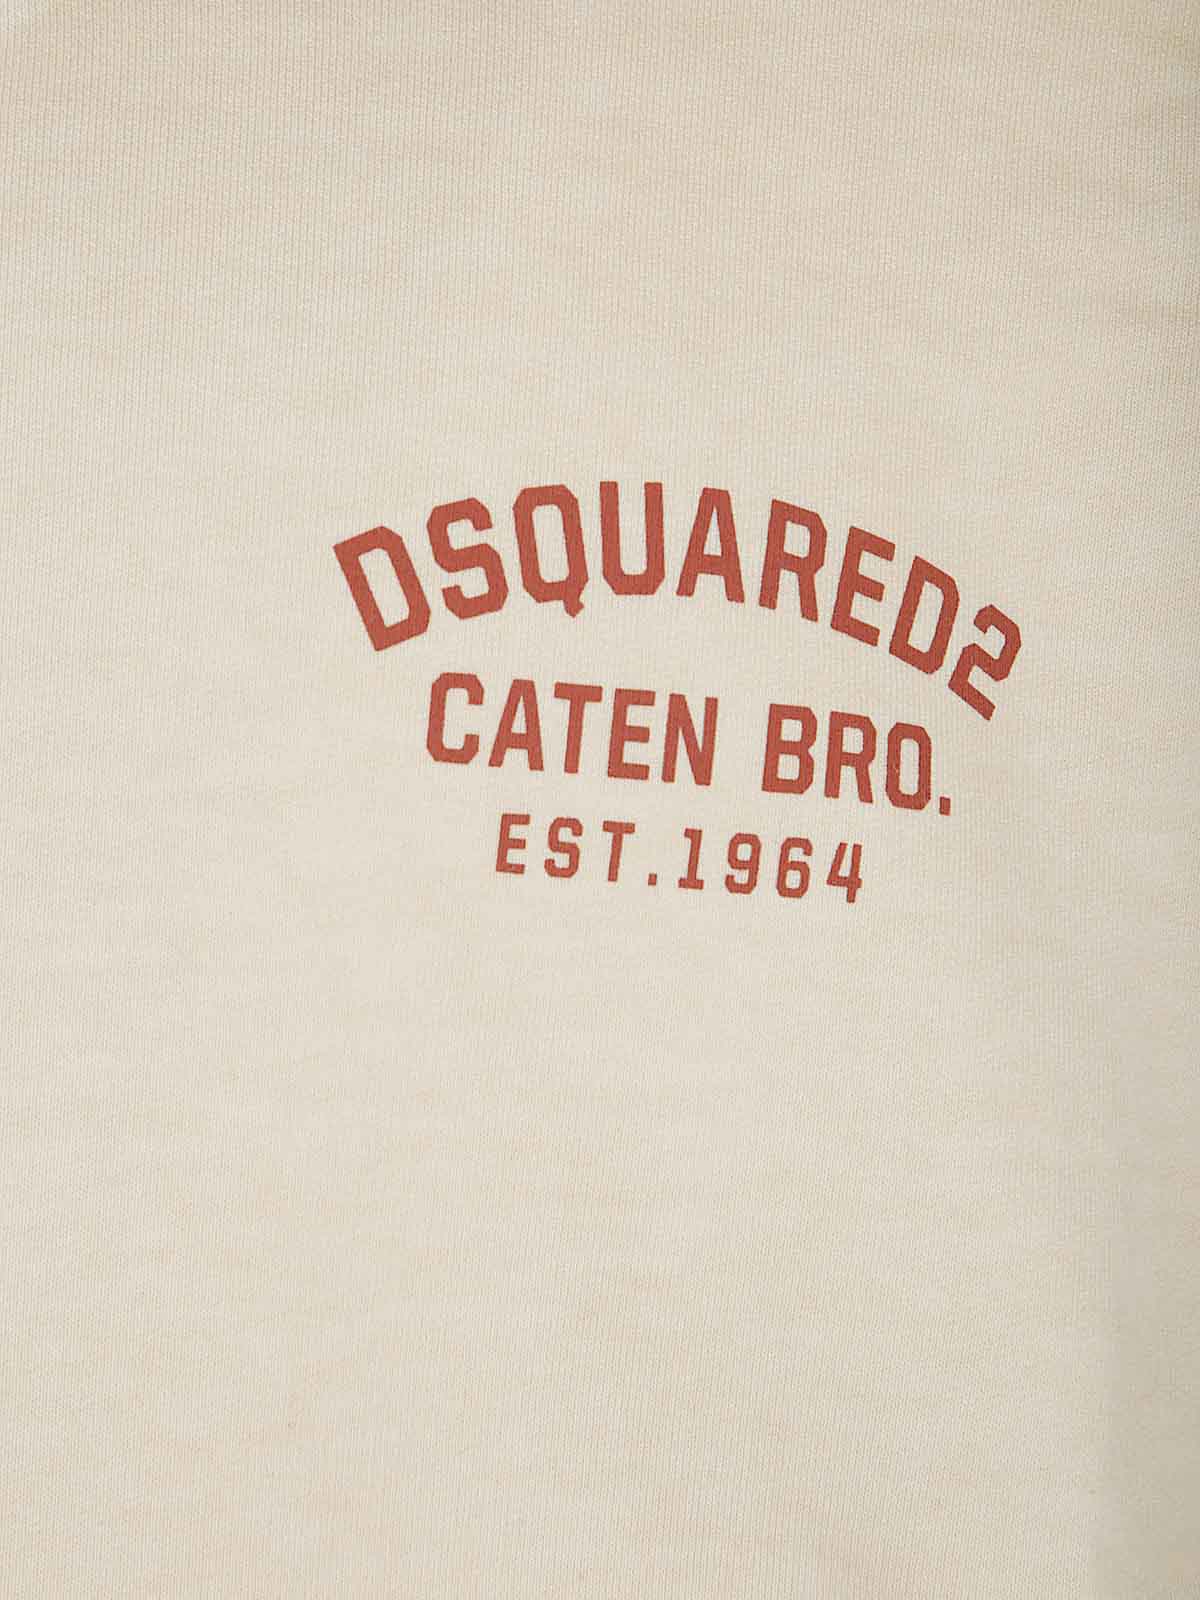 DSQUARED2
CATEN BRO.
EST.1964